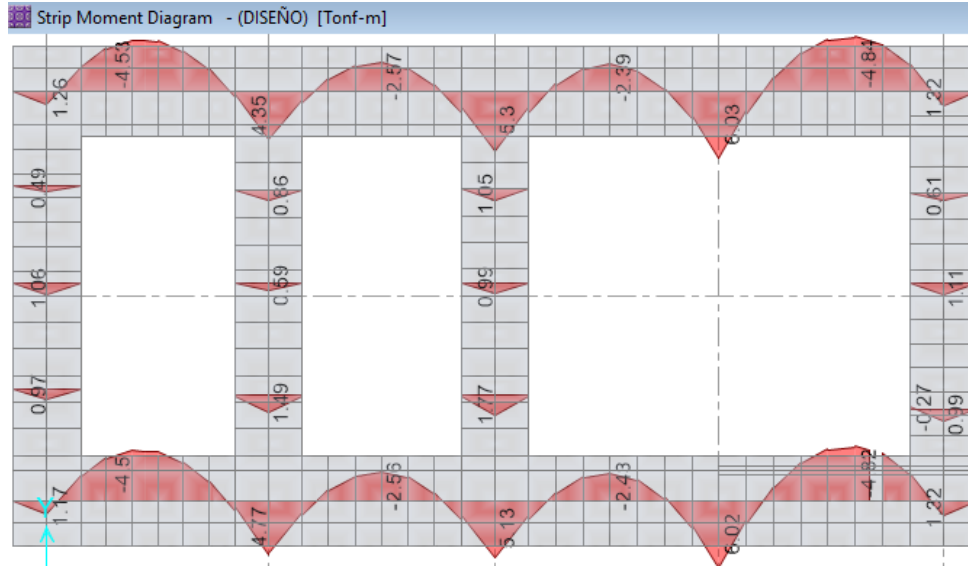 Strip Moment Diagram - (DISEÑO) [Tonf-m]
1.26 -4.53 4.35 -2.57 5.3 -2.39 6.03 -4.84 1.22
0.49 0.86 1.05 0.61
1.06 0.59 0.99 1.11
0.97 1.49 1.77 -0.27 0.99
1.17 -4.5 4.77 -2.56 5.13 -2.43 6.02 -4.82 1.22